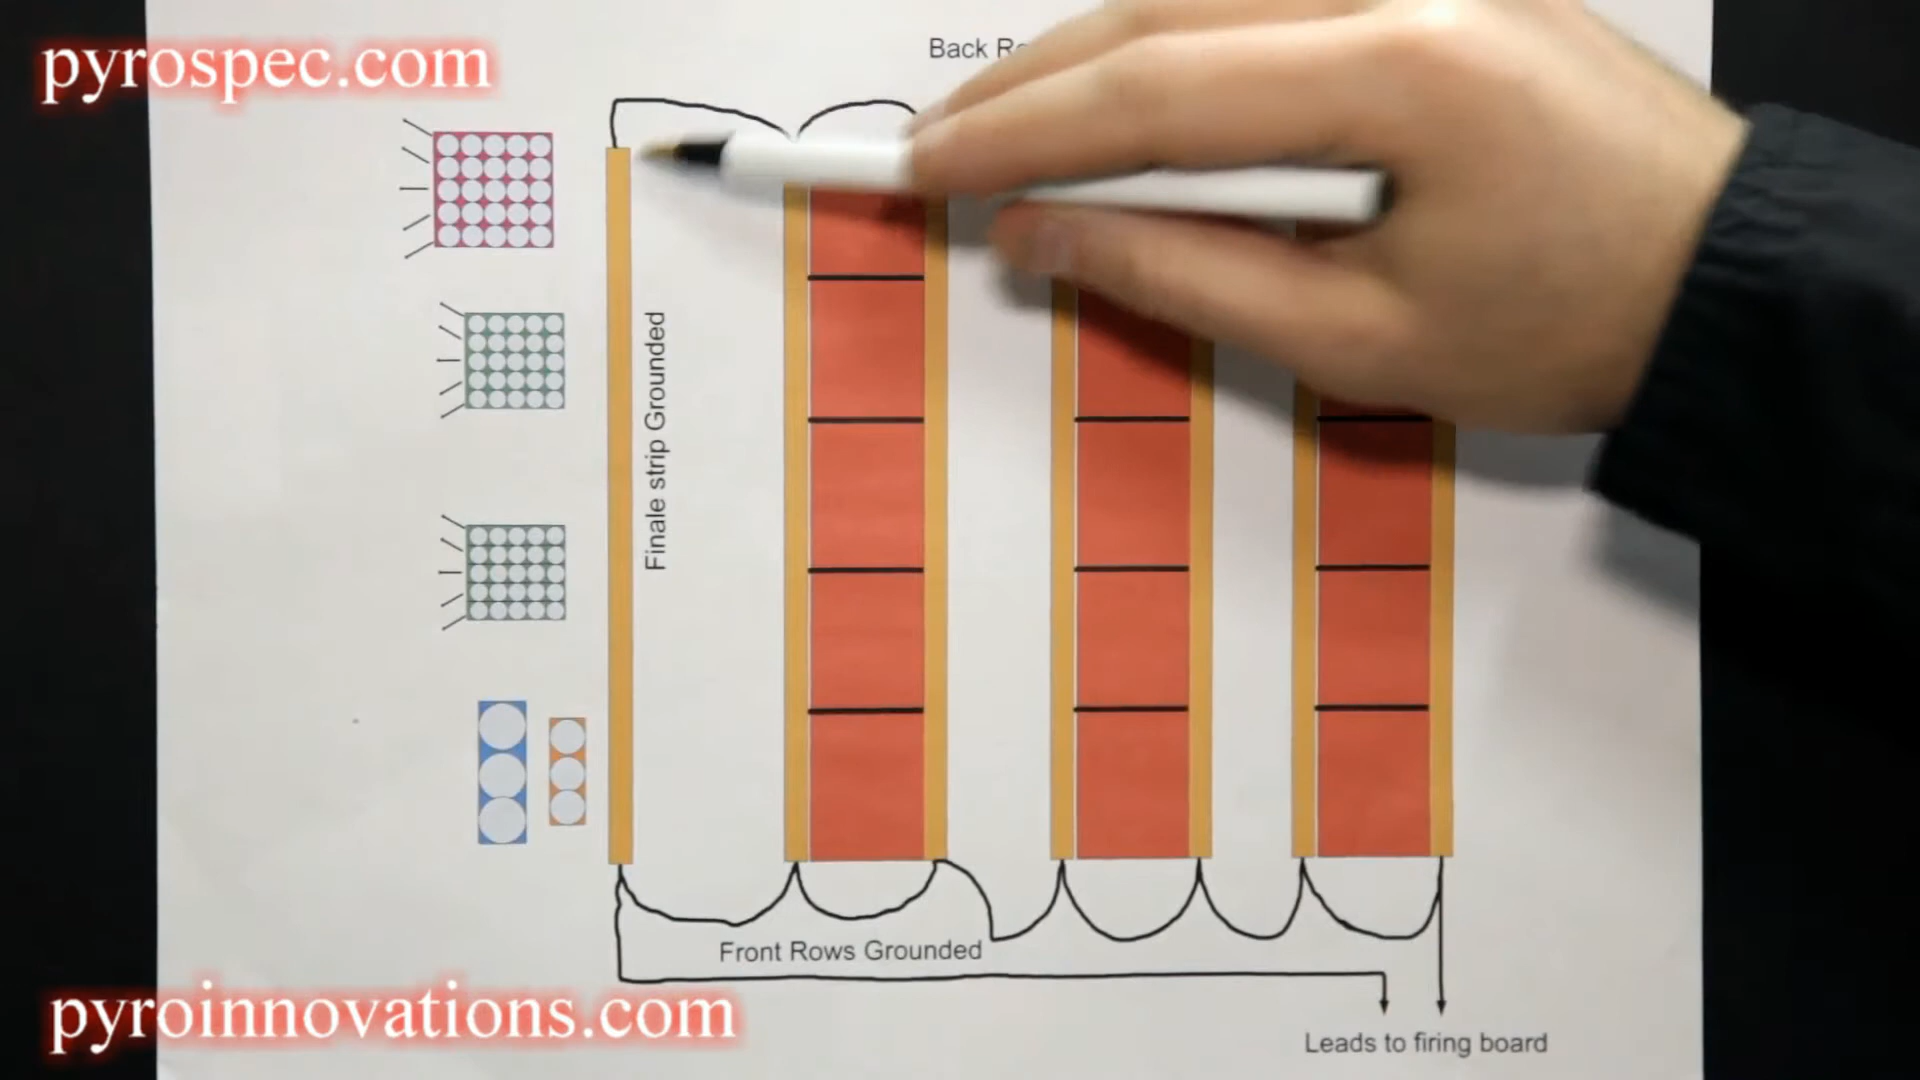 pyrospec.com
Back
Finale strip Grounded
Front Rows Grounded
pyroinnovations.com
Leads to firing board